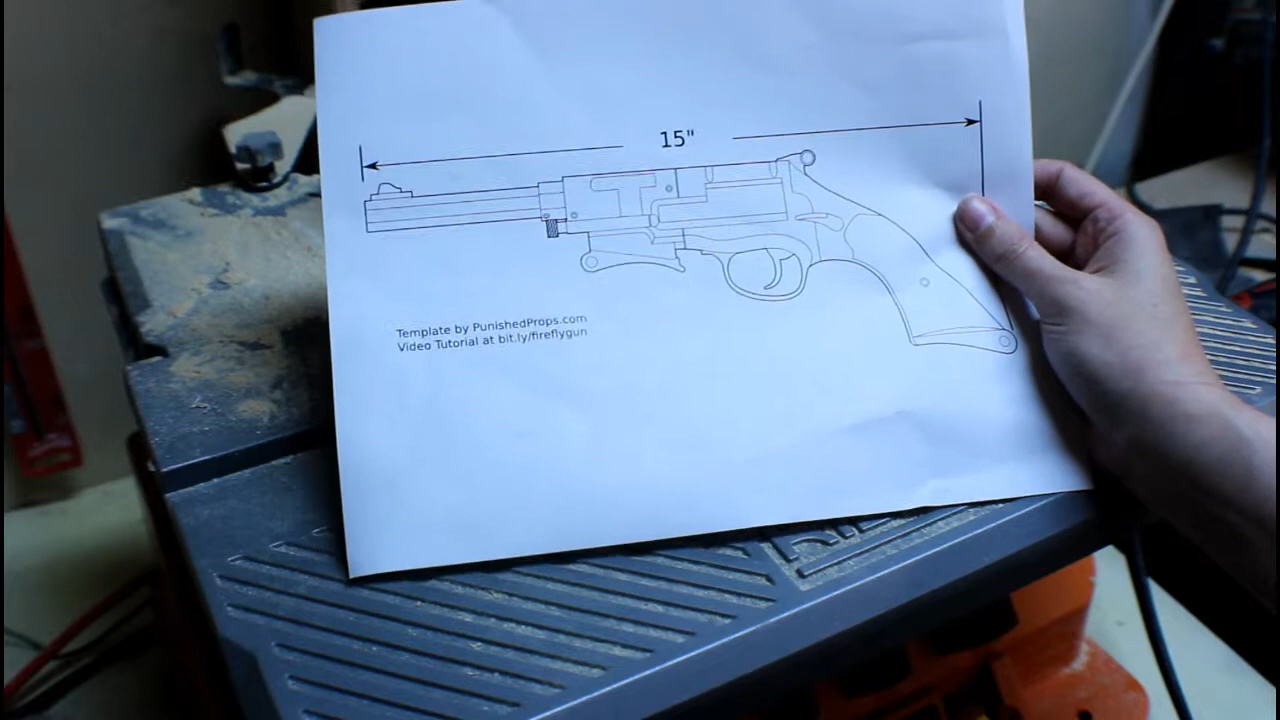 15"
Template by PunishedProps.com
Video Tutorial at bit.ly/fireflygun